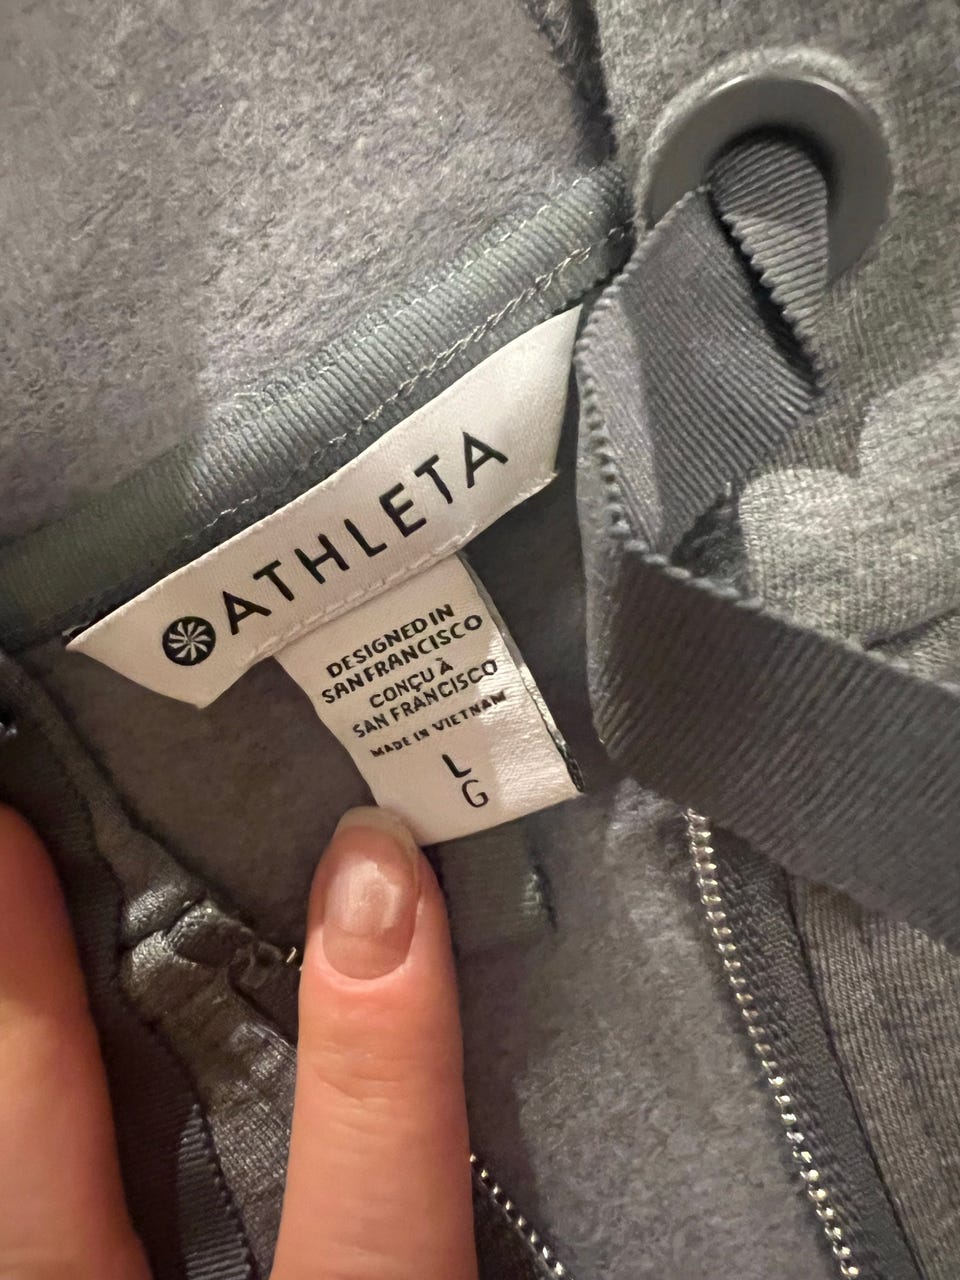 ATHLETA
DESIGNED IN
SAN FRANCISCO
CONÇU À
SAN FRANCISCO
MADE IN VIETNAM
L
G